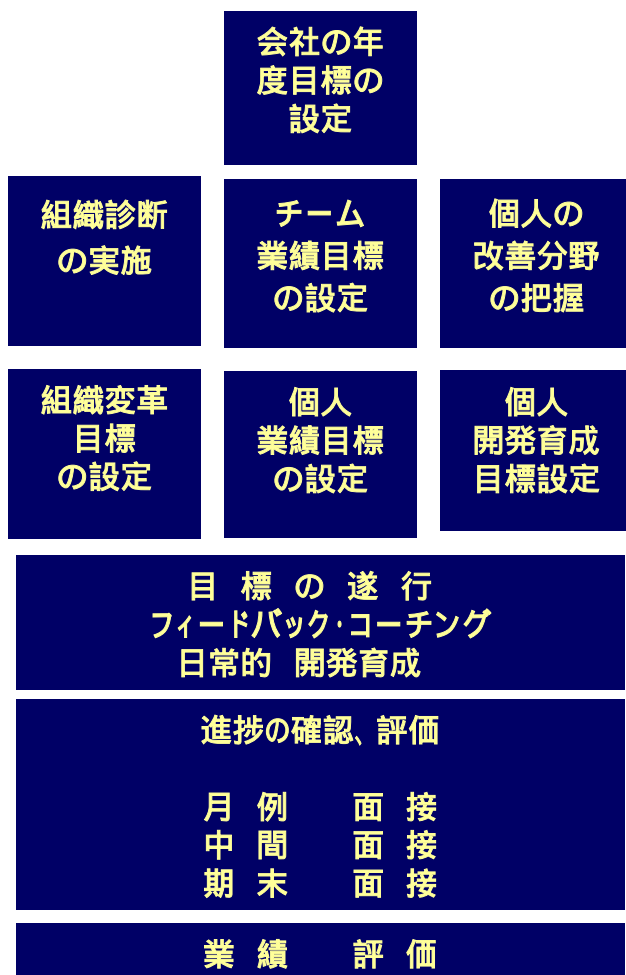 会社の年
度目標の
設定
組織診断
の実施
チーム
業績目標
の設定
個人の
改善分野
の把握
組織変革
目標
の設定
個人
業績目標
の設定
個人
開発育成
目標設定
目 標 の 遂 行
フィードバック・コーチング
日常的 開発育成
進捗の確認、評価
月 例 面 接
中 間 面 接
期 末 面 接
業 績 評 価